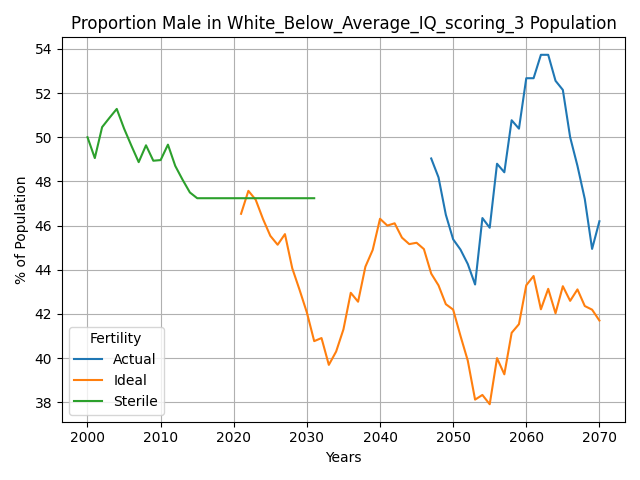 Proportion Male in White_Below_Average_IQ_scoring_3 Population
% of Population
54
52
50
48
46
44
42
40
38
Fertility
Actual
Ideal
Sterile
2000 2010 2020 2030 2040 2050 2060 2070
Years